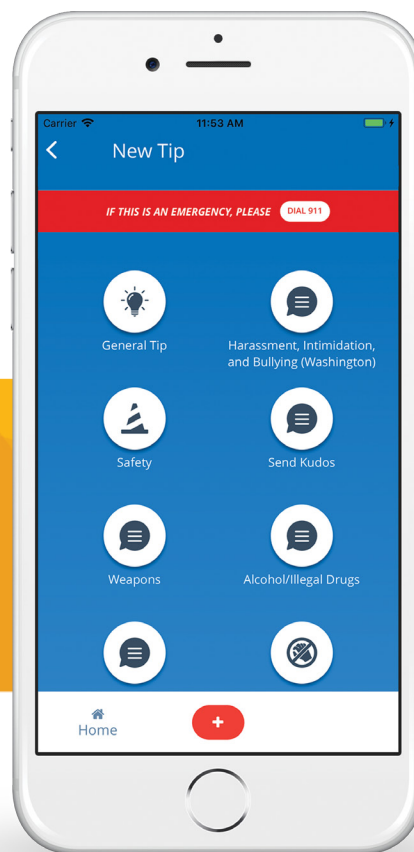 Carrier 11:53 AM
New Tip
IF THIS IS AN EMERGENCY, PLEASE DIAL 911
General Tip
Harassment, Intimidation,
and Bullying (Washington)
Safety
Send Kudos
Weapons
Alcohol/Illegal Drugs
Home